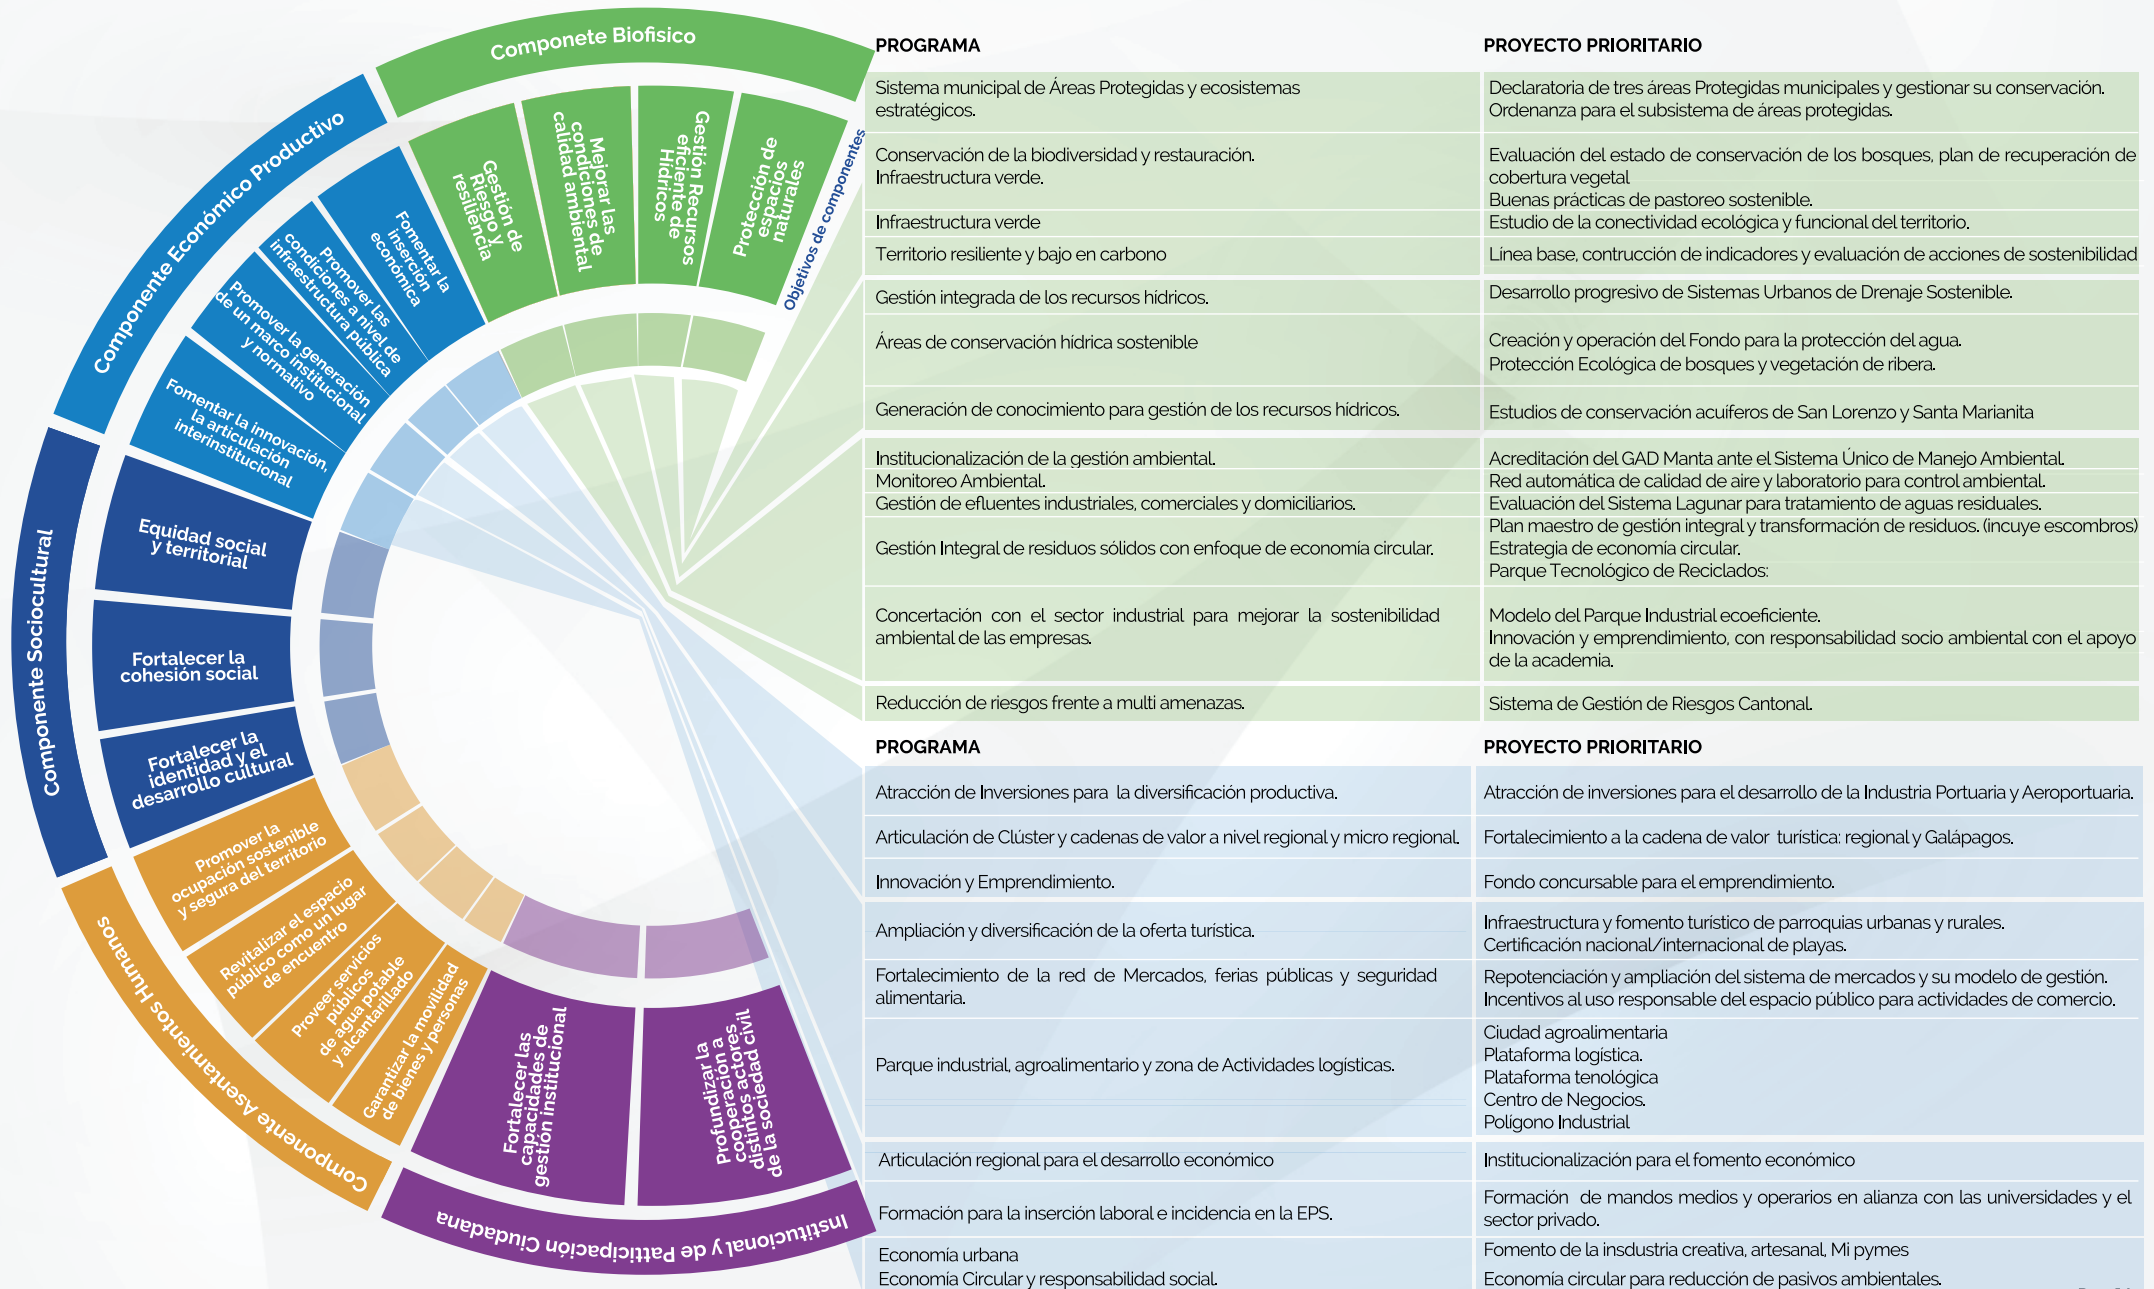 Componete Biofisico
Gestión de
Riesgo y
resiliencia
Mejorar las
condiciones de
calidad ambiental
Gestión Recursos
eficiente de
Hidricos
Protección de
espacios
naturales
Objetivos de componentes
Componente Económico Productivo
Fomentar la
inserción
económica
Promover las
condiciones a nivel de
infraestructura pública
Promover la generación
de un marco institucional
y normativo
Fomentar la innovación,
la articulación
interinstitucional
Componente Sociocultural
Equidad social
y territorial
Fortalecer la
cohesión social
Fortalecer la
identidad y el
desarrollo cultural
Componente Asentamientos Humanos
Promover la
ocupación sostenible
y segura del territorio
Revitalizar el espacio
público como un lugar
de encuentro
Proveer servicios
públicos
de agua potable
y alcantarillado
Garantizar la movilidad
de bienes y personas
Institucional y de Patticipación Ciudadana
Fortalecer las
capacidades de
gestión institucional
Profundizar la
cooperación a
distintos actores
de la sociedad civil
PROGRAMA
PROYECTO PRIORITARIO
Sistema municipal de Áreas Protegidas y ecosistemas
estratégicos.
Declaratoria de tres áreas Protegidas municipales y gestionar su conservación.
Ordenanza para el subsistema de áreas protegidas.
Conservación de la biodiversidad y restauración.
Infraestructura verde.
Evaluación del estado de conservación de los bosques, plan de recuperación de
cobertura vegetal
Buenas prácticas de pastoreo sostenible.
Infraestructura verde
Estudio de la conectividad ecológica y funcional del territorio.
Territorio resiliente y bajo en carbono
Línea base, contrucción de indicadores y evaluación de acciones de sostenibilidad
Gestión integrada de los recursos hídricos.
Desarrollo progresivo de Sistemas Urbanos de Drenaje Sostenible.
Áreas de conservación hídrica sostenible
Creación y operación del Fondo para la protección del agua.
Protección Ecológica de bosques y vegetación de ribera.
Generación de conocimiento para gestión de los recursos hídricos.
Estudios de conservación acuíferos de San Lorenzo y Santa Marianita
Institucionalización de la gestión ambiental.
Acreditación del GAD Manta ante el Sistema Único de Manejo Ambiental.
Monitoreo Ambiental.
Red automática de calidad de aire y laboratorio para control ambiental.
Gestión de efluentes industriales, comerciales y domiciliarios.
Evaluación del Sistema Lagunar para tratamiento de aguas residuales.
Gestión Integral de residuos sólidos con enfoque de economía circular.
Plan maestro de gestión integral y transformación de residuos. (incuye escombros)
Estrategia de economía circular.
Parque Tecnológico de Reciclados:
Concertación con el sector industrial para mejorar la sostenibilidad
ambiental de las empresas.
Modelo del Parque Industrial ecoeficiente.
Innovación y emprendimiento, con responsabilidad socio ambiental con el apoyo
de la academia.
Reducción de riesgos frente a multi amenazas.
Sistema de Gestión de Riesgos Cantonal.
PROGRAMA
PROYECTO PRIORITARIO
Atracción de Inversiones para la diversificación productiva.
Atracción de inversiones para el desarrollo de la Industria Portuaria y Aeroportuaria.
Articulación de Clúster y cadenas de valor a nivel regional y micro regional.
Fortalecimiento a la cadena de valor turística: regional y Galápagos.
Innovación y Emprendimiento.
Fondo concursable para el emprendimiento.
Ampliación y diversificación de la oferta turística.
Infraestructura y fomento turístico de parroquias urbanas y rurales.
Certificación nacional/internacional de playas.
Fortalecimiento de la red de Mercados, ferias públicas y seguridad
alimentaria.
Repotenciación y ampliación del sistema de mercados y su modelo de gestión.
Incentivos al uso responsable del espacio público para actividades de comercio.
Parque industrial, agroalimentario y zona de Actividades logísticas.
Ciudad agroalimentaria
Plataforma logística.
Plataforma tenológica
Centro de Negocios.
Polígono Industrial
Articulación regional para el desarrollo económico
Institucionalización para el fomento económico
Formación para la inserción laboral e incidencia en la EPS.
Formación de mandos medios y operarios en alianza con las universidades y el
sector privado.
Economía urbana
Fomento de la insdustria creativa, artesanal, Mi pymes
Economía Circular y responsabilidad social.
Economía circular para reducción de pasivos ambientales.